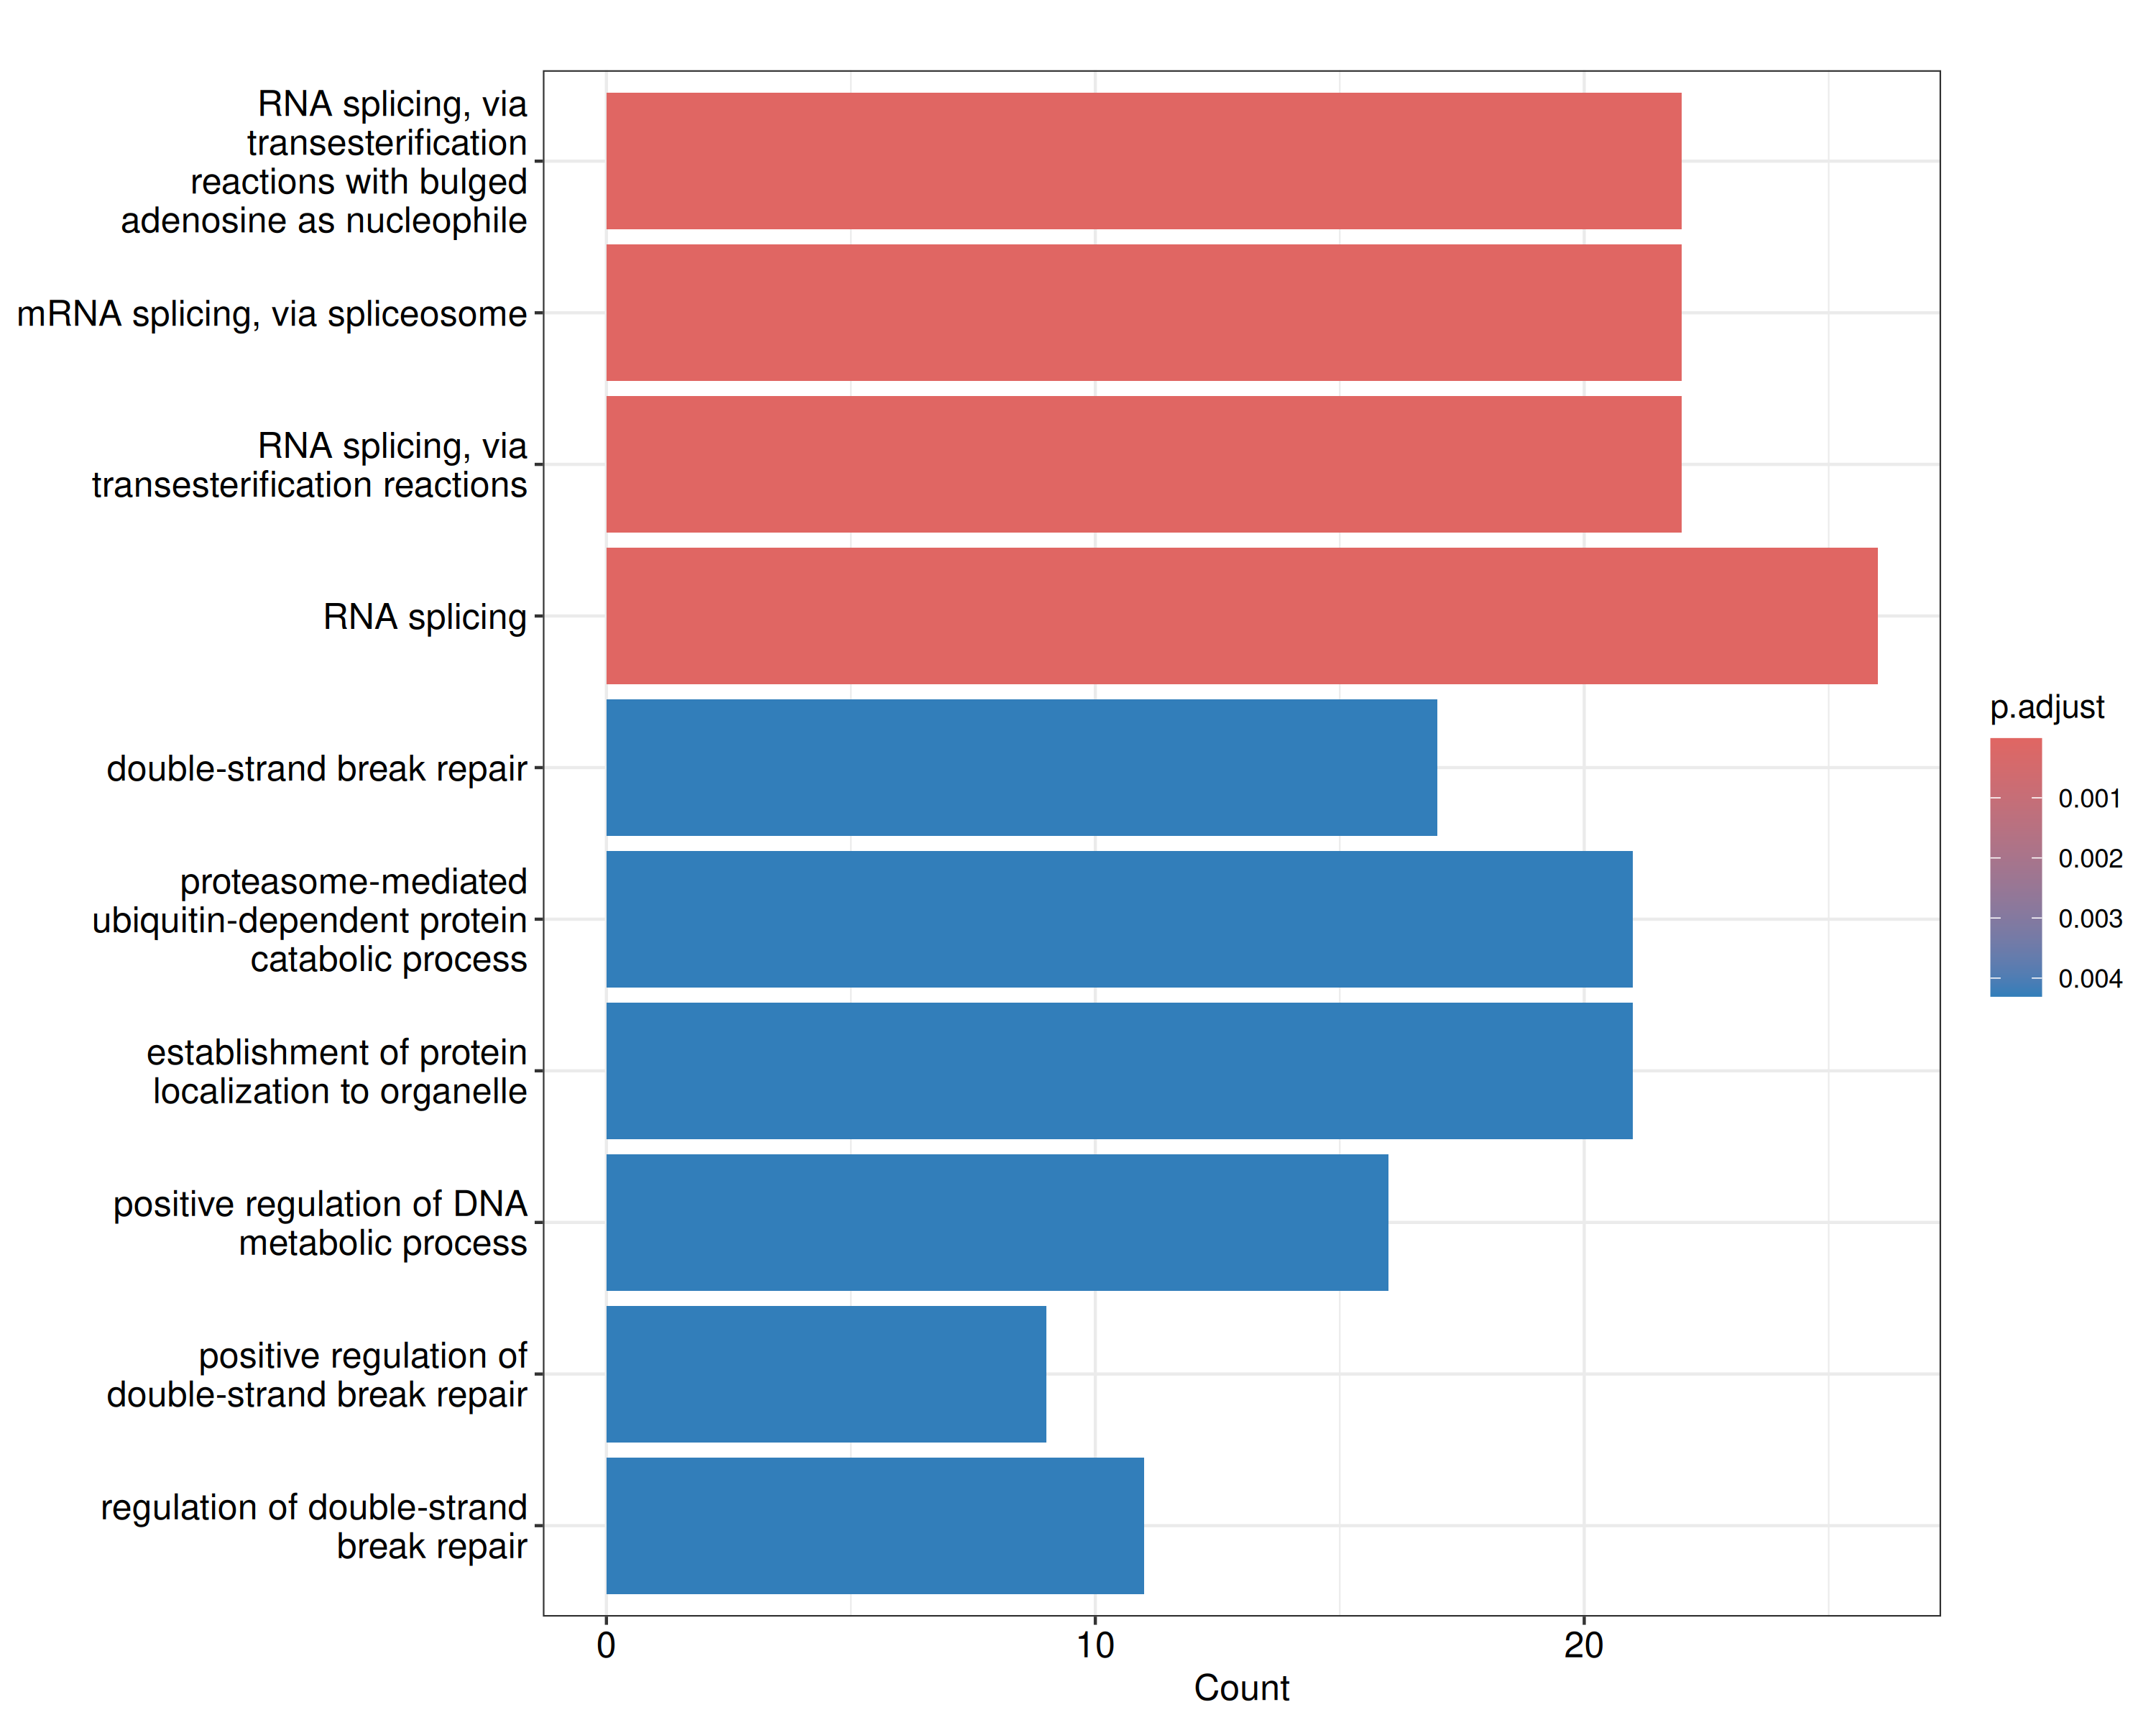 RNA splicing, via
transesterification
reactions with bulged
adenosine as nucleophile
mRNA splicing, via spliceosome
RNA splicing, via
transesterification reactions
RNA splicing
double-strand break repair
proteasome-mediated
ubiquitin-dependent protein
catabolic process
establishment of protein
localization to organelle
positive regulation of DNA
metabolic process
positive regulation of
double-strand break repair
regulation of double-strand
break repair
0 10 20
Count
p.adjust
0.001
0.002
0.003
0.004